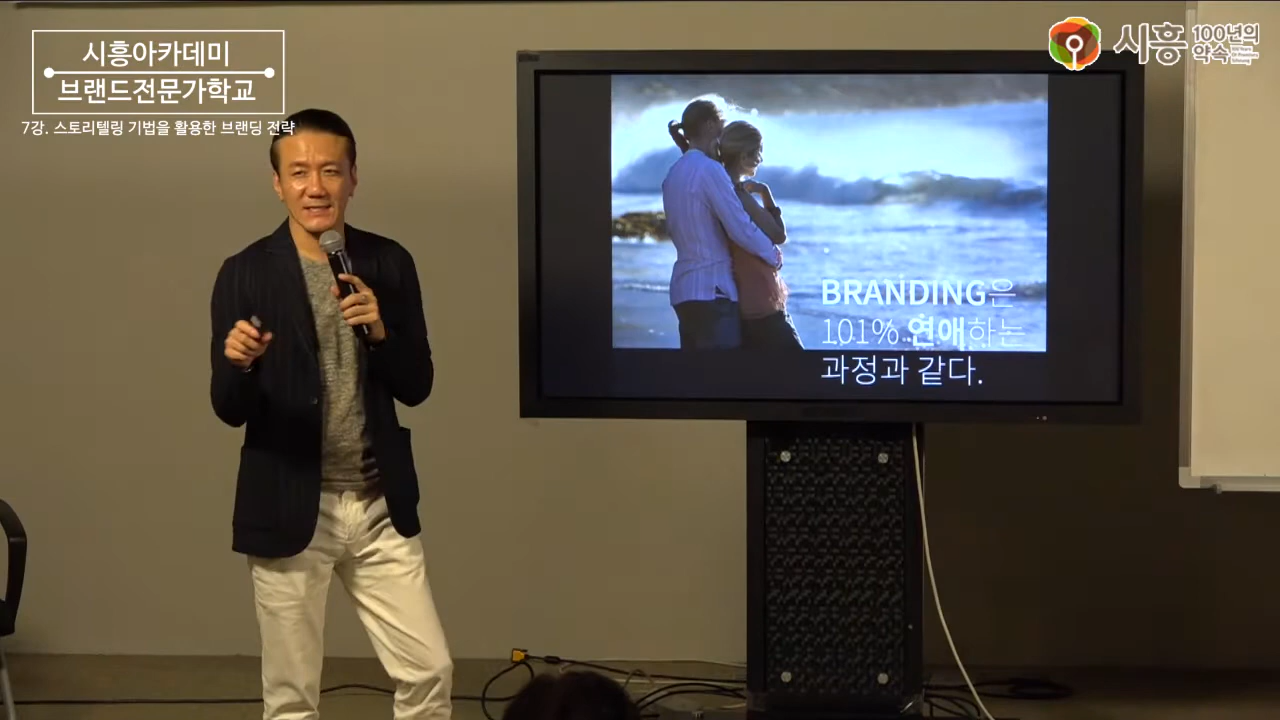 시흥아카데미
브랜드전문가학교
7강. 스토리텔링 기법을 활용한 브랜딩 전략
시흥
100년의
약속
BRANDING은
101% 연애하는
과정과 같다.